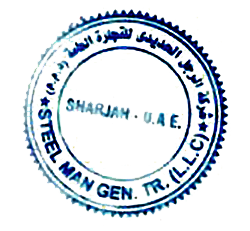 شركة الرجل الحديدي للتجارة العامة (ذ.م.م)
SHARJAH - U.A.E.
★ STEEL MAN GEN. TR. (L.L.C) ★